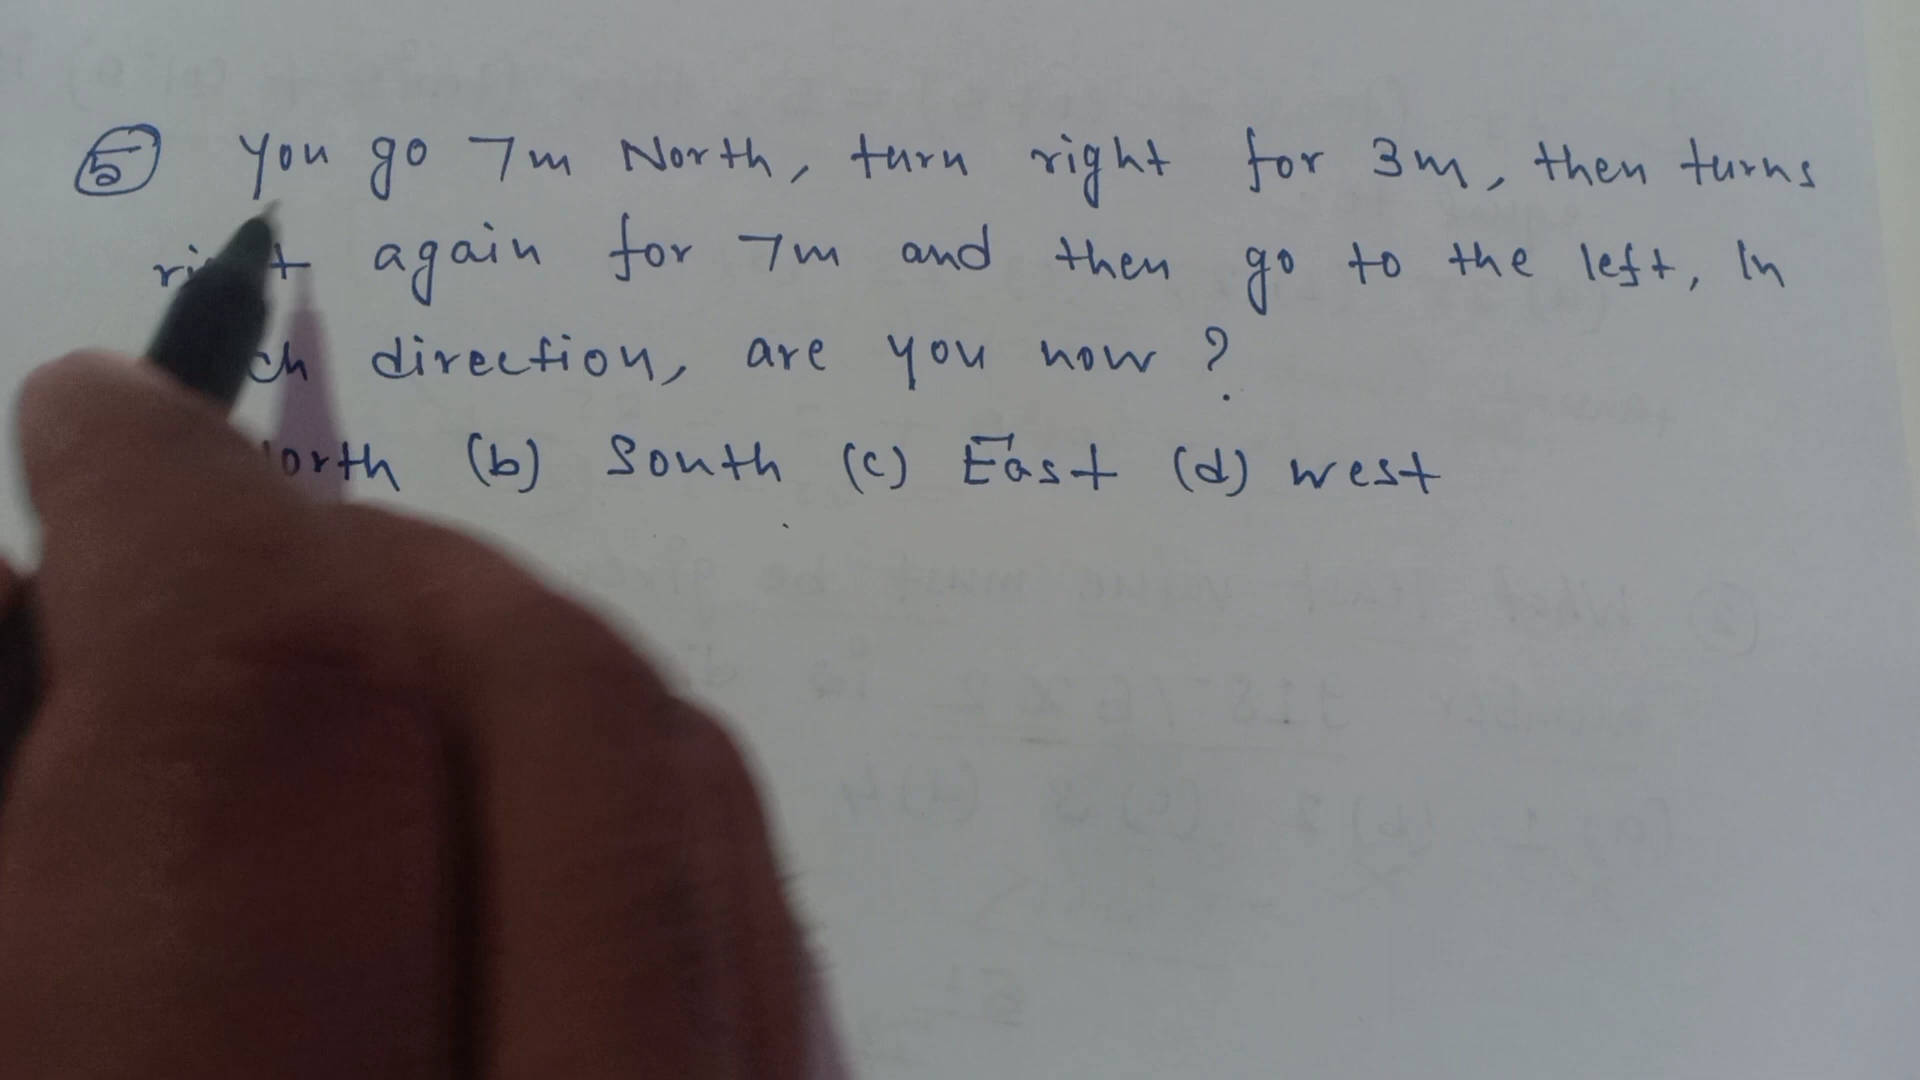 5 You go 7m North, turn right for 3m, then turns
again for 7m and then go to the left, In
direction, are you now ?
(b) South (c) East (d) west